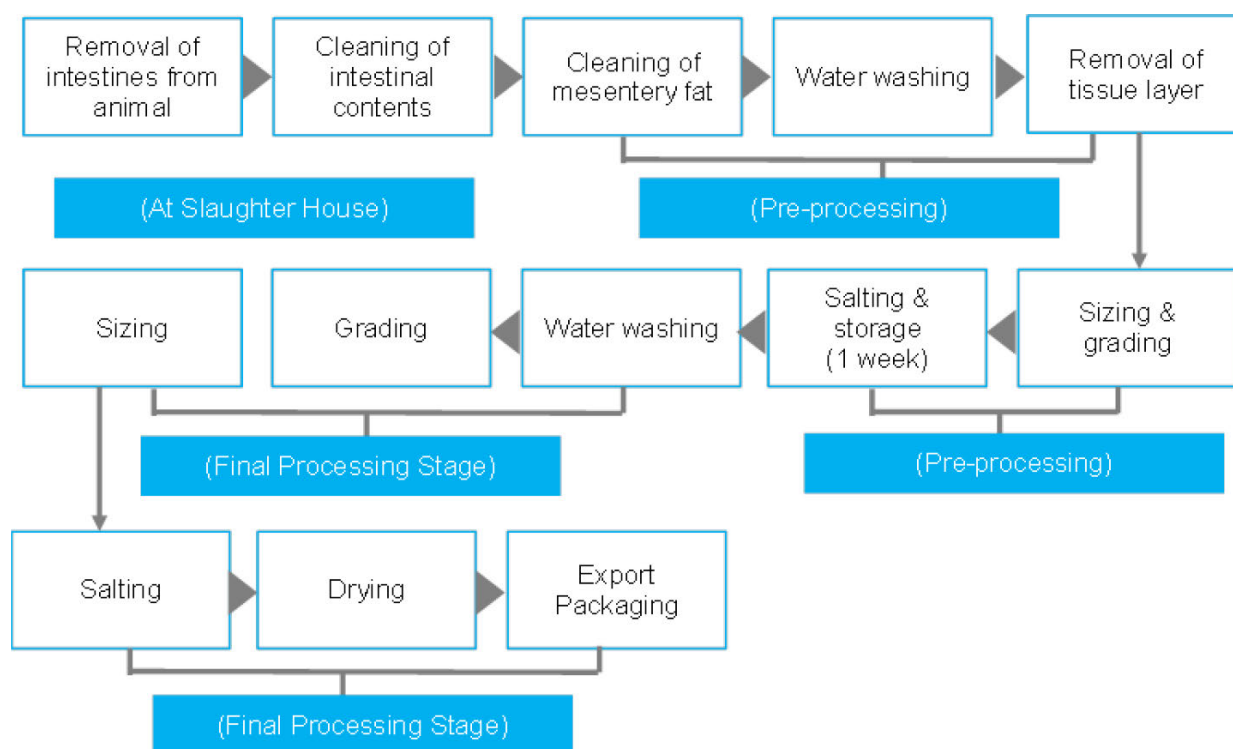 Removal of
intestines from
animal
Cleaning of
intestinal
contents
Cleaning of
mesentery fat
Water washing
Removal of
tissue layer
(At Slaughter House)
(Pre-processing)
Sizing
Grading
Water washing
Salting &
storage
(1 week)
Sizing &
grading
(Final Processing Stage)
(Pre-processing)
Salting
Drying
Export
Packaging
(Final Processing Stage)